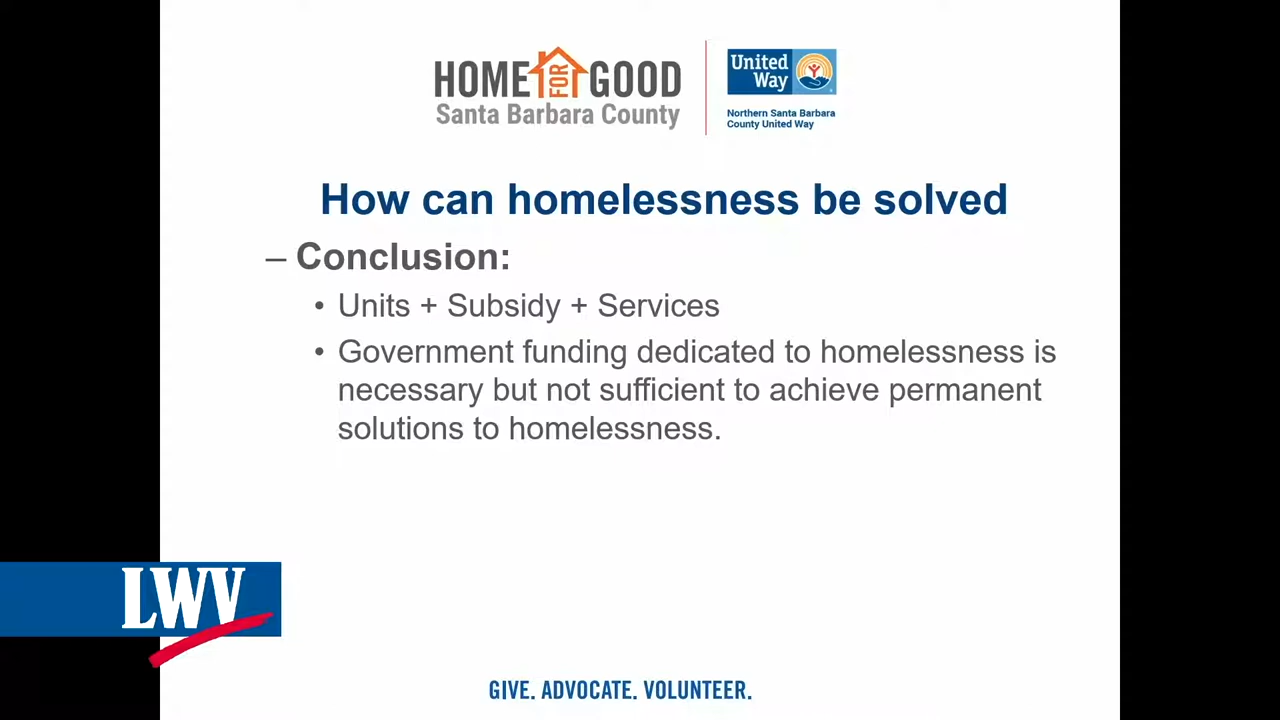 HOME FOR GOOD
Santa Barbara County
United
Way
Northern Santa Barbara
County United Way
How can homelessness be solved
– Conclusion:
• Units + Subsidy + Services
• Government funding dedicated to homelessness is
necessary but not sufficient to achieve permanent
solutions to homelessness.
LWV
GIVE. ADVOCATE. VOLUNTEER.